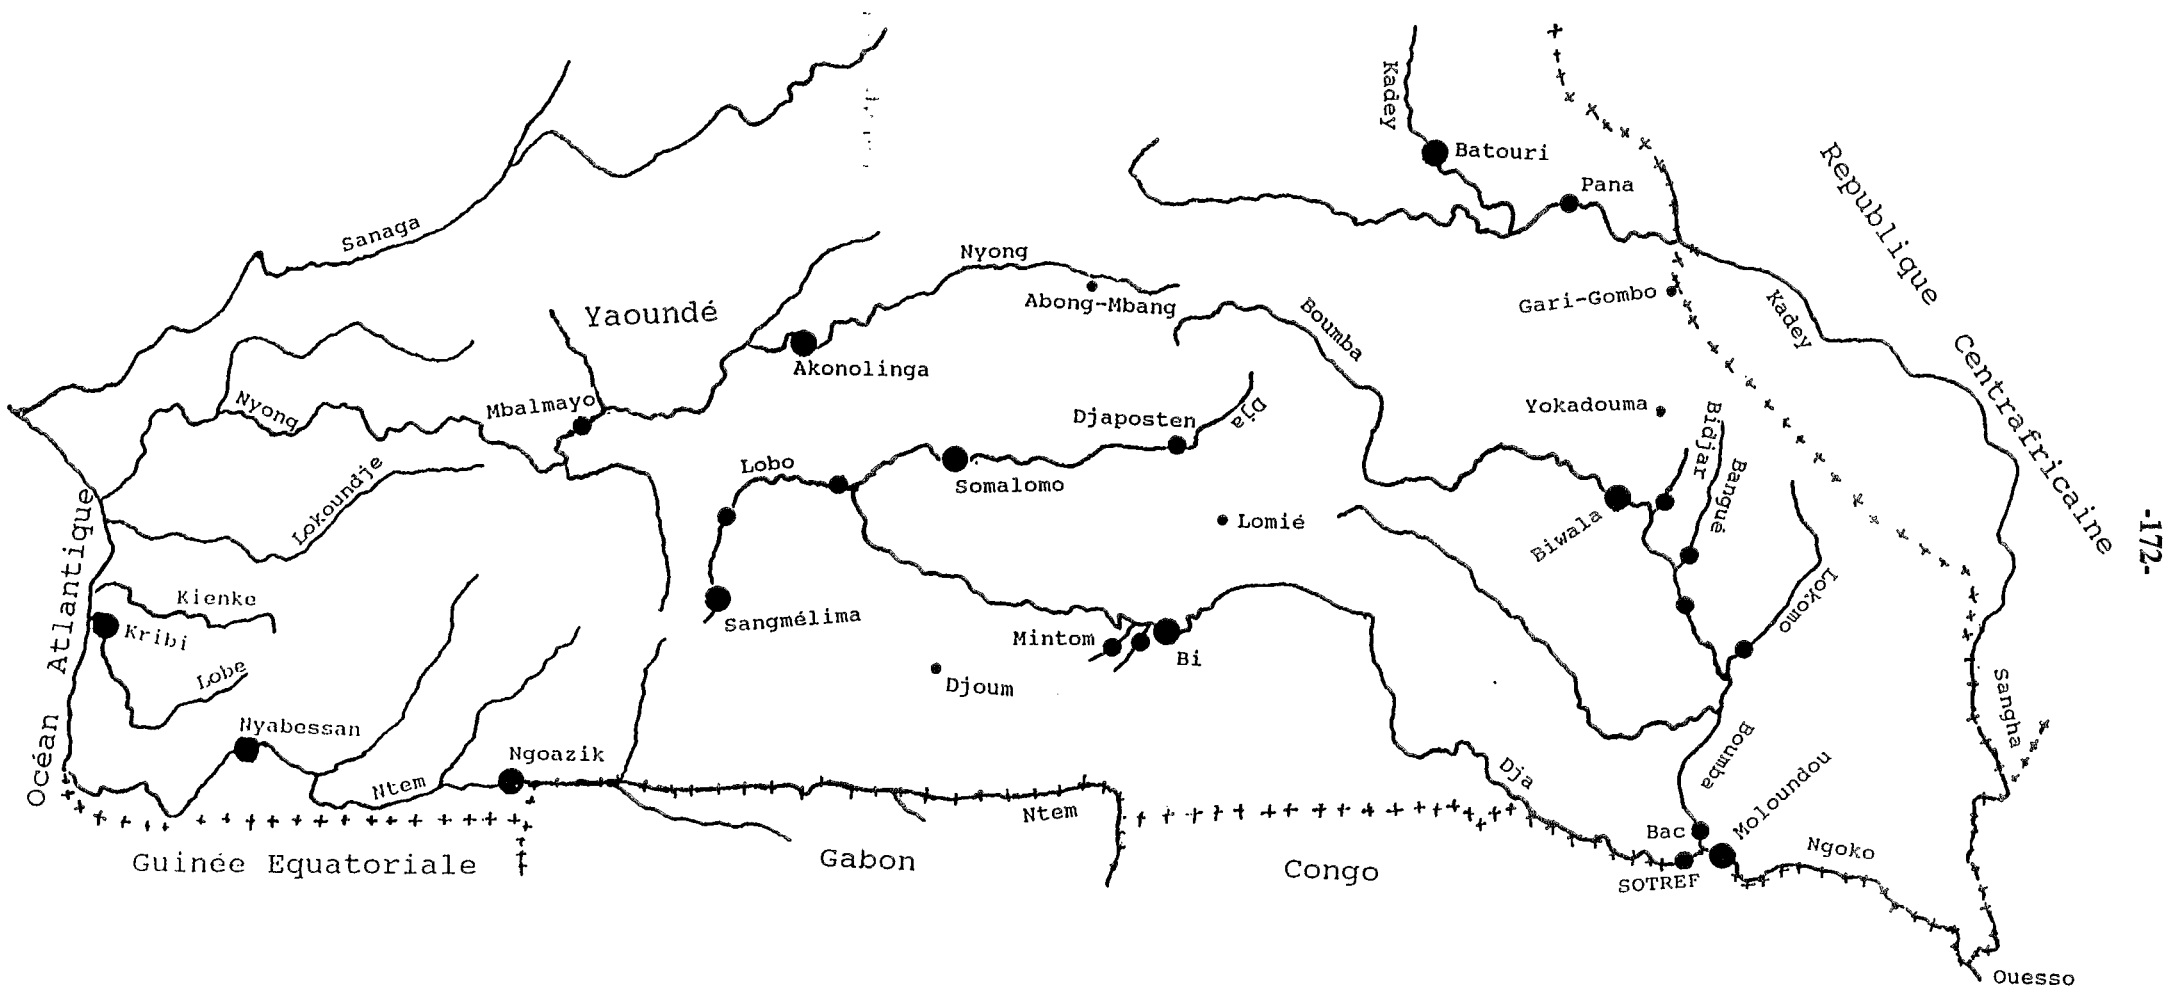 Kadey
Batouri
Pana
Republique
Centrafricaine
Sanaga
Nyong
Abong-Mbang
Yaoundé
Akonolinga
Boumba
Gari-Gombo
Kadey
Nyong
Mbalmayo
Djaposten
Dja
Yokadouma
Bidjar
Bangué
Lobo
Somalomo
Lokoundje
Lomié
Biwala
-172-
Océan Atlantique
Kienke
Kribi
Lobe
Sangmélima
Mintom
Bi
Djoum
Lokomo
Sangha
Nyabessan
Ngoazik
Ntem
Ntem
Dja
Boumba
Bac
Moloundou
SOTREF
Ngoko
Guinée Equatoriale
Gabon
Congo
Ouesso